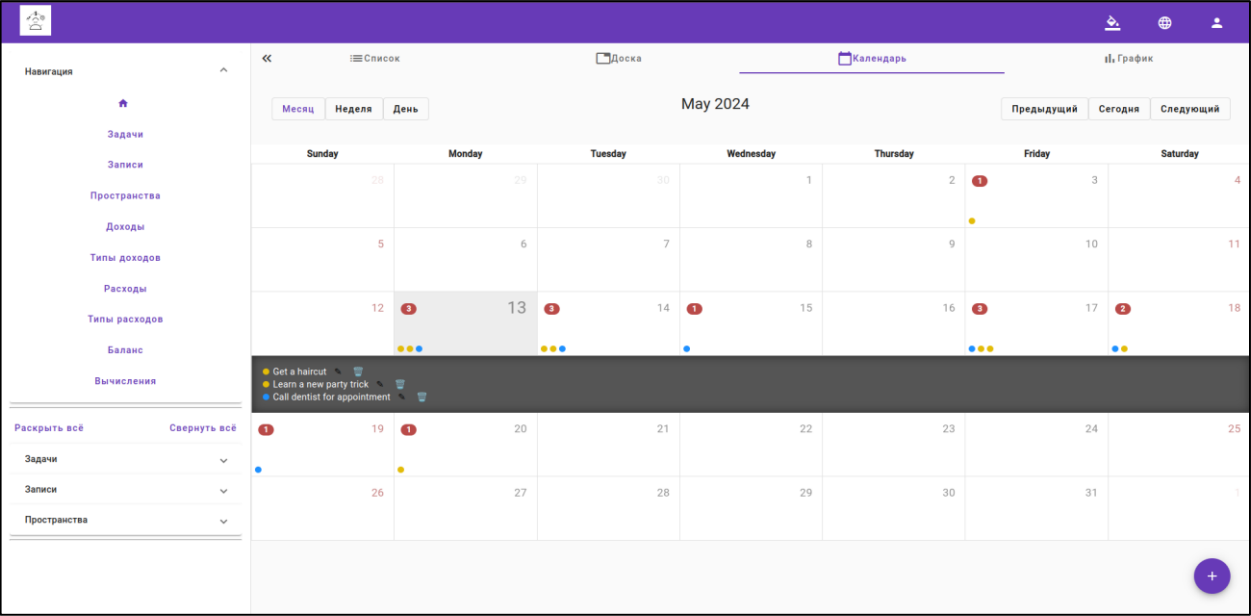 Навигация
Задачи
Записи
Пространства
Доходы
Типы доходов
Расходы
Типы расходов
Баланс
Вычисления
Раскрыть всё Свернуть всё
Задачи
Записи
Пространства
Список Доска Календарь График
Месяц Неделя День May 2024 Предыдущий Сегодня Следующий
Sunday Monday Tuesday Wednesday Thursday Friday Saturday
28 29 30 1 2 1 3 4
5 6 7 8 9 10 11
12 3 13 3 14 1 15 16 3 17 2 18
Get a haircut
Learn a new party trick
Call dentist for appointment
1 19 1 20 21 22 23 24 25
26 27 28 29 30 31 1